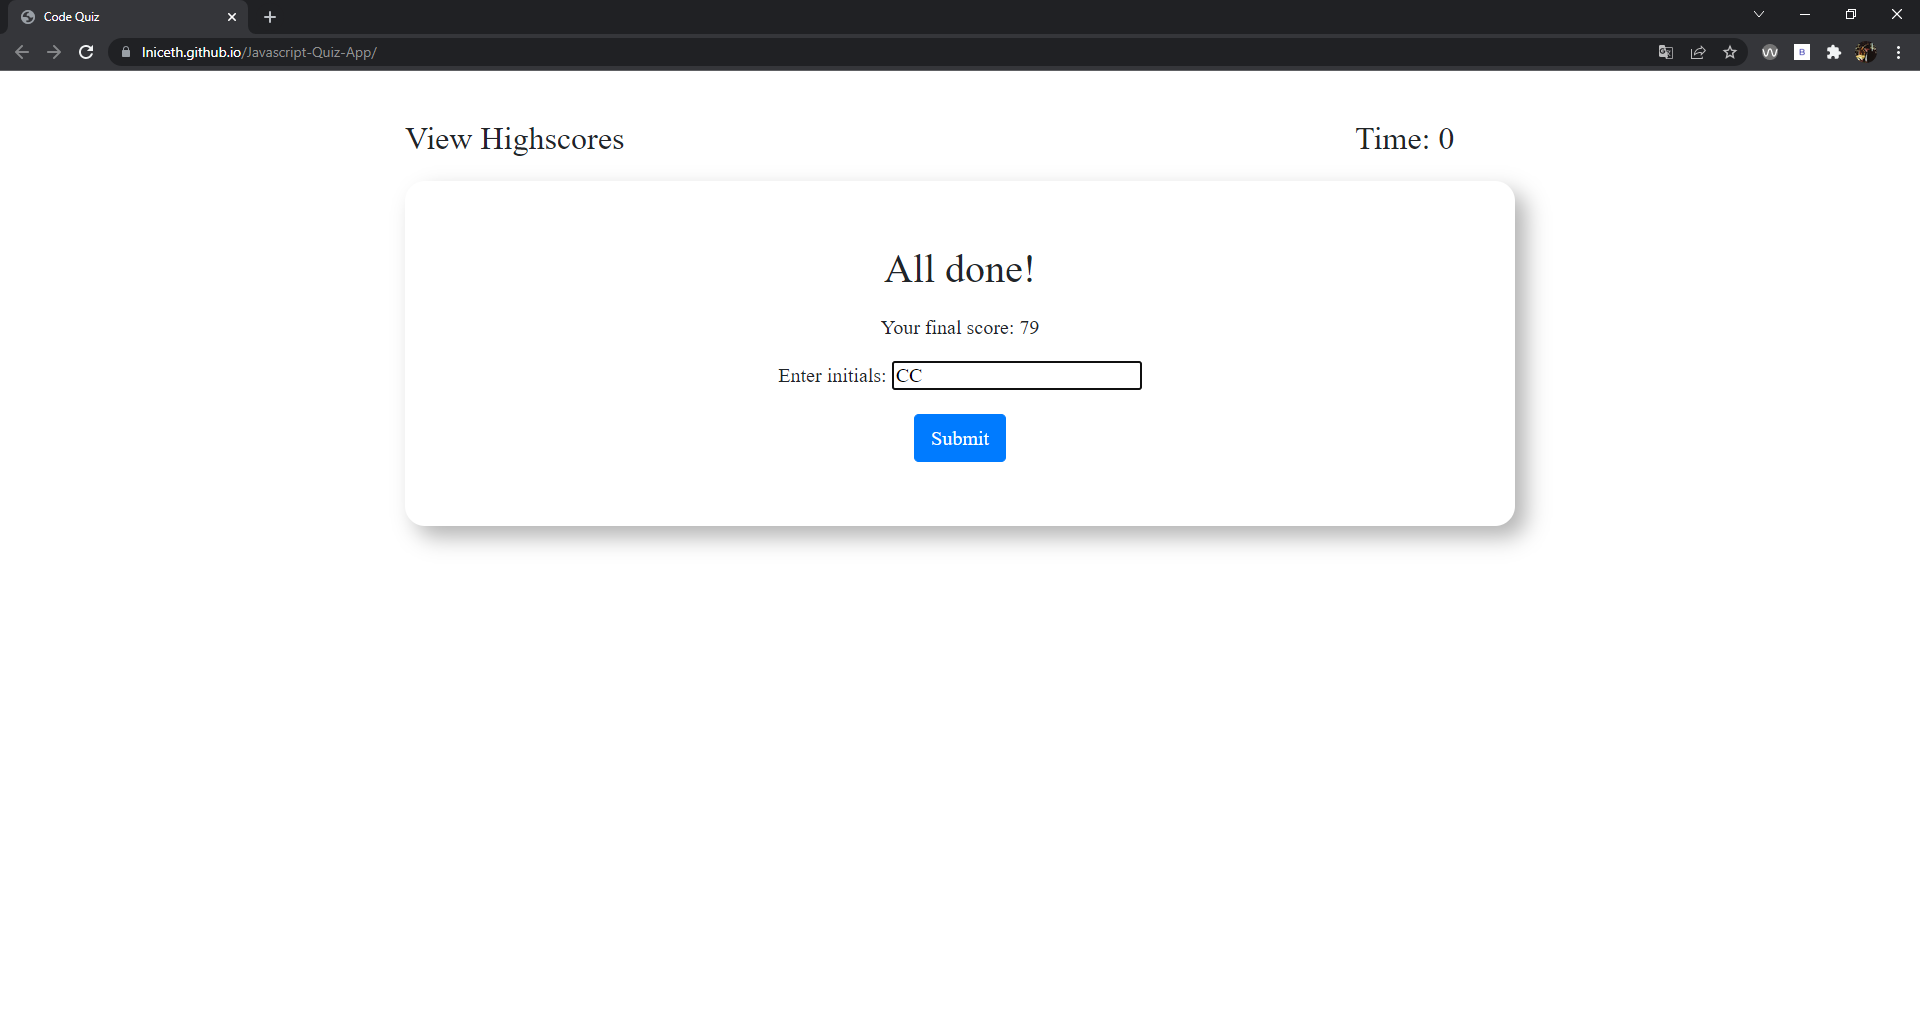 Code Quiz
lniceth.github.io/Javascript-Quiz-App/
View Highscores
Time: 0
All done!
Your final score: 79
Enter initials: CC
Submit